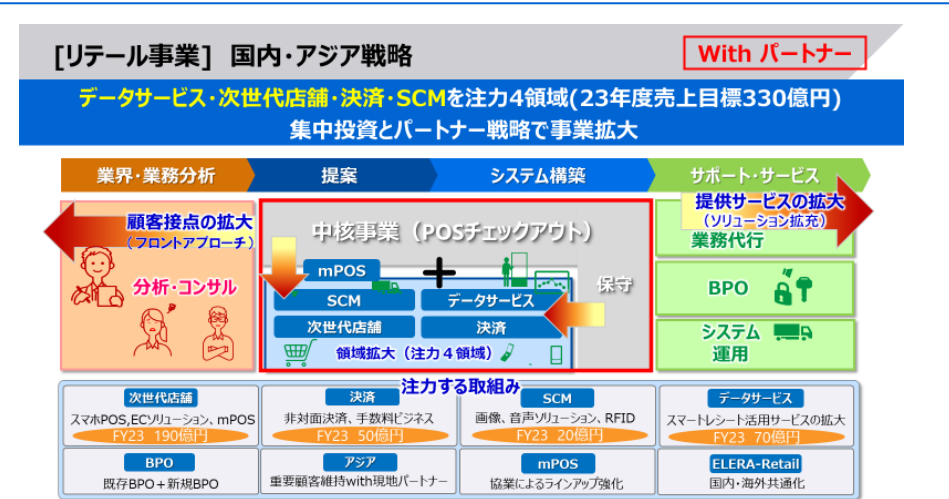 [リテール事業] 国内・アジア戦略
With パートナー
データサービス・次世代店舗・決済・SCMを注力4領域(23年度売上目標330億円)
集中投資とパートナー戦略で事業拡大
業界・業務分析
提案
システム構築
サポート・サービス
顧客接点の拡大
(フロントアプローチ)
分析・コンサル
中核事業（POSチェックアウト）
mPOS
SCM
データサービス
次世代店舗
決済
領域拡大（注力４領域）
保守
提供サービスの拡大
(ソリューション拡充)
業務代行
BPO
システム
運用
注力する取組み
次世代店舗
スマホPOS,ECソリューション、mPOS
FY23 190億円
決済
非対面決済、手数料ビジネス
FY23 50億円
SCM
画像、音声ソリューション、RFID
FY23 20億円
データサービス
スマートレシート活用サービスの拡大
FY23 70億円
BPO
既存BPO＋新規BPO
アジア
重要顧客維持with現地パートナー
mPOS
協業によるラインアップ強化
ELERA-Retail
国内・海外共通化